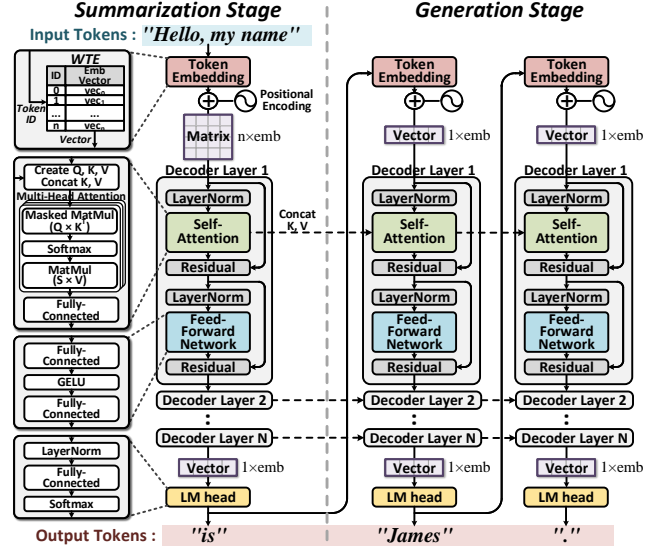 Summarization Stage
Generation Stage
Input Tokens : "Hello, my name"
WTE
ID Emb Vector
0 vec0
1 vec1
... ...
n vecn
Token ID
Vector
Create Q, K, V
Concat K, V
Multi-Head Attention
Masked MatMul
(Q × K^T)
Softmax
MatMul
(S × V)
Fully-
Connected
Fully-
Connected
GELU
Fully-
Connected
LayerNorm
Fully-
Connected
Softmax
Token
Embedding
+
Positional
Encoding
Matrix n×emb
Decoder Layer 1
LayerNorm
Self-
Attention
Residual
LayerNorm
Feed-
Forward
Network
Residual
Decoder Layer 2
Decoder Layer N
Vector 1×emb
LM head
Concat
K, V
Token
Embedding
+
Vector 1×emb
Decoder Layer 1
LayerNorm
Self-
Attention
Residual
LayerNorm
Feed-
Forward
Network
Residual
Decoder Layer 2
Decoder Layer N
Vector 1×emb
LM head
Token
Embedding
+
Vector 1×emb
Decoder Layer 1
LayerNorm
Self-
Attention
Residual
LayerNorm
Feed-
Forward
Network
Residual
Decoder Layer 2
Decoder Layer N
Vector 1×emb
LM head
Output Tokens : "is" "James" "."